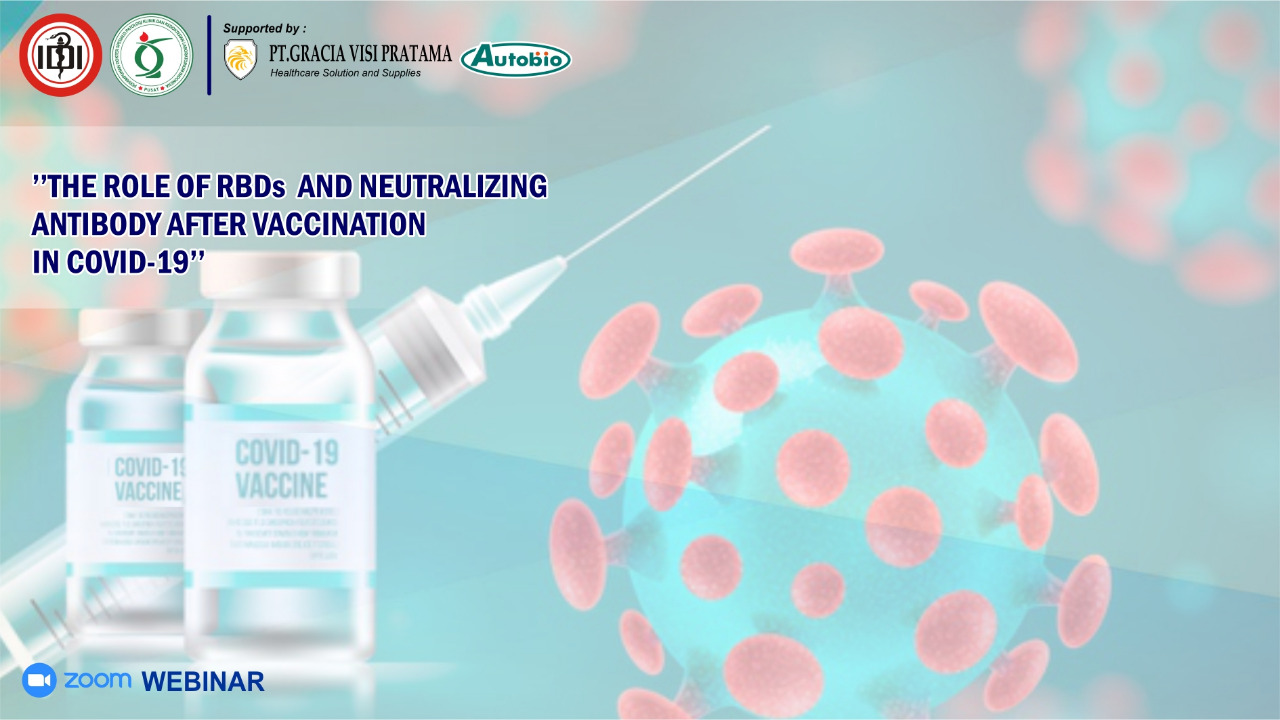 IDI
PUSAT
Supported by :
PT.GRACIA VISI PRATAMA
Healthcare Solution and Supplies
Autobio
’’THE ROLE OF RBDs AND NEUTRALIZING
ANTIBODY AFTER VACCINATION
IN COVID-19’’
COVID-19
VACCINE
COVID-19
VACCINE
zoom WEBINAR